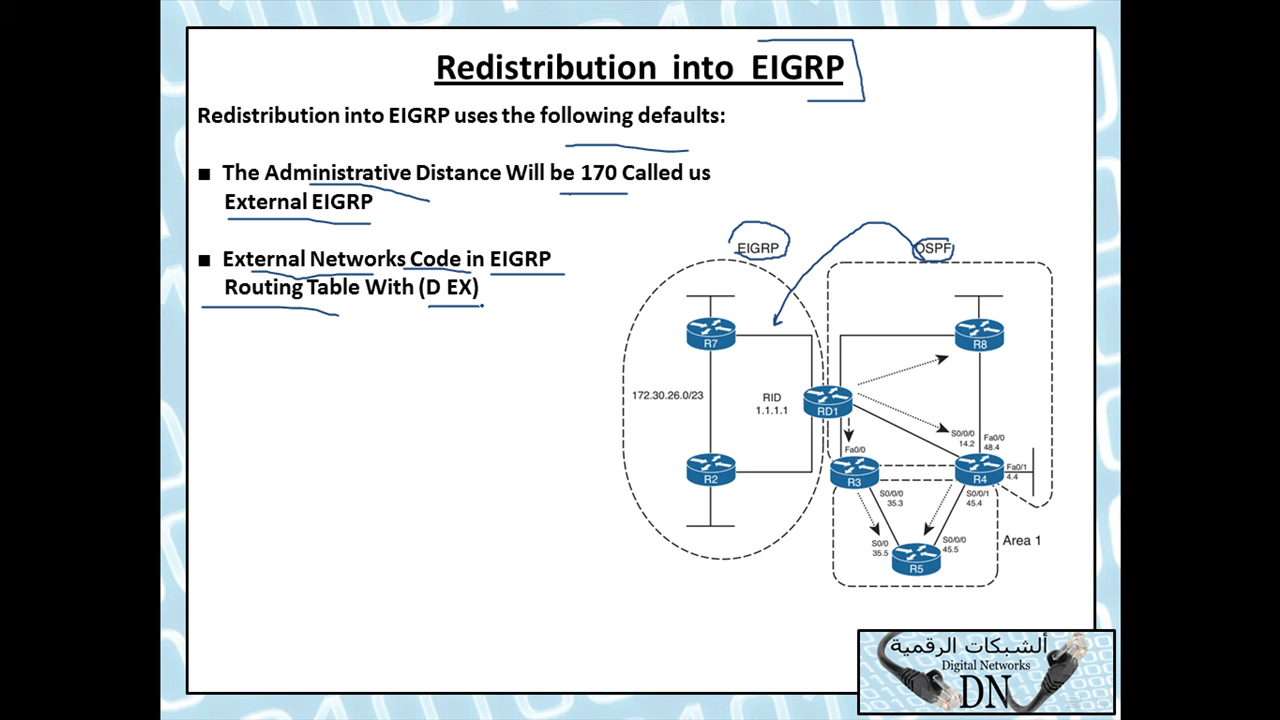 Redistribution into EIGRP
Redistribution into EIGRP uses the following defaults:
■ The Administrative Distance Will be 170 Called us
External EIGRP
■ External Networks Code in EIGRP
Routing Table With (D EX)
EIGRP
OSPF
R7
R8
172.30.26.0/23
RID
1.1.1.1
RD1
S0/0/0
14.2
Fa0/0
48.4
Fa0/0
R2
R3
R4
Fa0/1
4.4
S0/0/0
35.3
S0/0/1
45.4
S0/0
35.5
S0/0/0
45.5
R5
Area 1
ألشبكات الرقمية
Digital Networks
DN